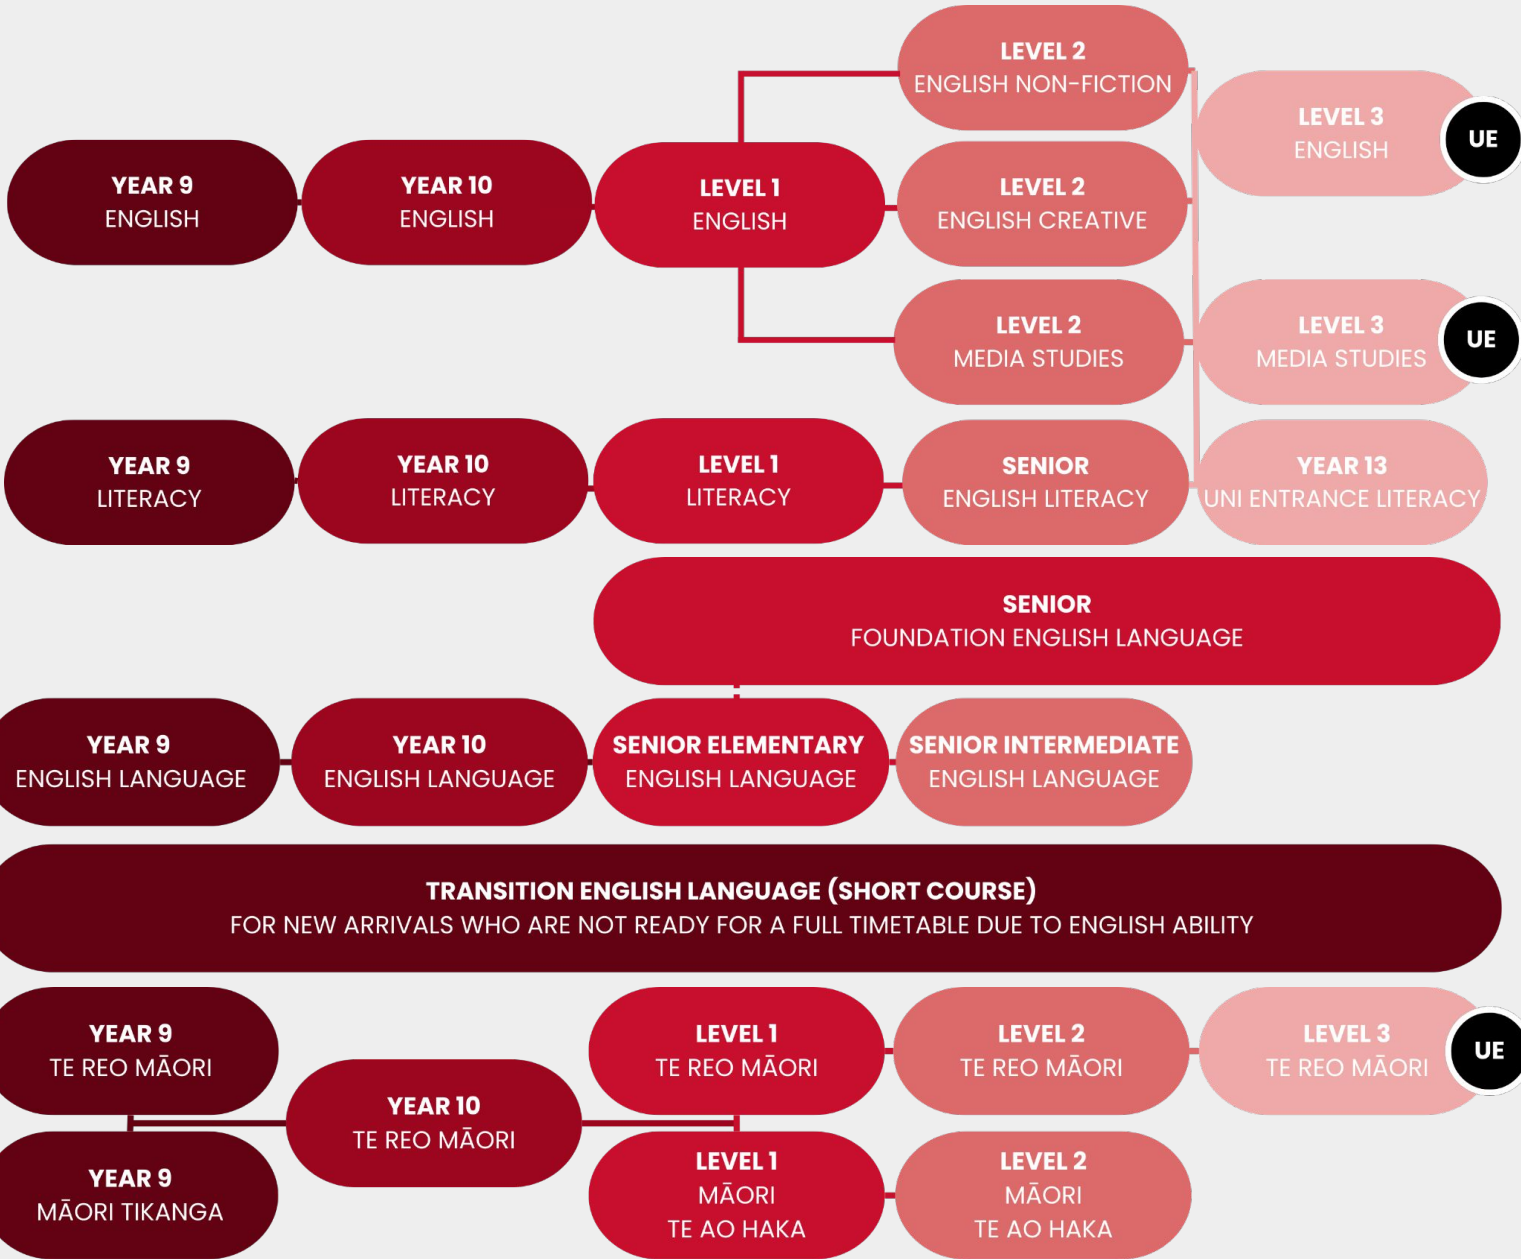 LEVEL 2
ENGLISH NON-FICTION
LEVEL 3
ENGLISH
UE
YEAR 9
ENGLISH
YEAR 10
ENGLISH
LEVEL 1
ENGLISH
LEVEL 2
ENGLISH CREATIVE
LEVEL 2
MEDIA STUDIES
LEVEL 3
MEDIA STUDIES
UE
YEAR 9
LITERACY
YEAR 10
LITERACY
LEVEL 1
LITERACY
SENIOR
ENGLISH LITERACY
YEAR 13
UNI ENTRANCE LITERACY
SENIOR
FOUNDATION ENGLISH LANGUAGE
YEAR 9
ENGLISH LANGUAGE
YEAR 10
ENGLISH LANGUAGE
SENIOR ELEMENTARY
ENGLISH LANGUAGE
SENIOR INTERMEDIATE
ENGLISH LANGUAGE
TRANSITION ENGLISH LANGUAGE (SHORT COURSE)
FOR NEW ARRIVALS WHO ARE NOT READY FOR A FULL TIMETABLE DUE TO ENGLISH ABILITY
YEAR 9
TE REO MĀORI
YEAR 10
TE REO MĀORI
LEVEL 1
TE REO MĀORI
LEVEL 2
TE REO MĀORI
LEVEL 3
TE REO MĀORI
UE
YEAR 9
MĀORI TIKANGA
LEVEL 1
MĀORI
TE AO HAKA
LEVEL 2
MĀORI
TE AO HAKA